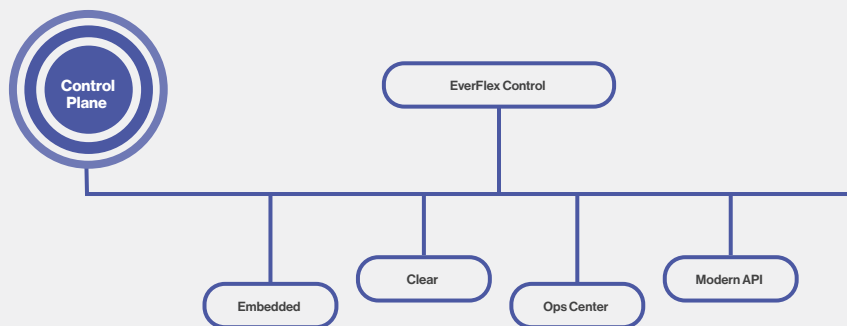 Control
Plane
EverFlex Control
Clear
Modern API
Embedded
Ops Center